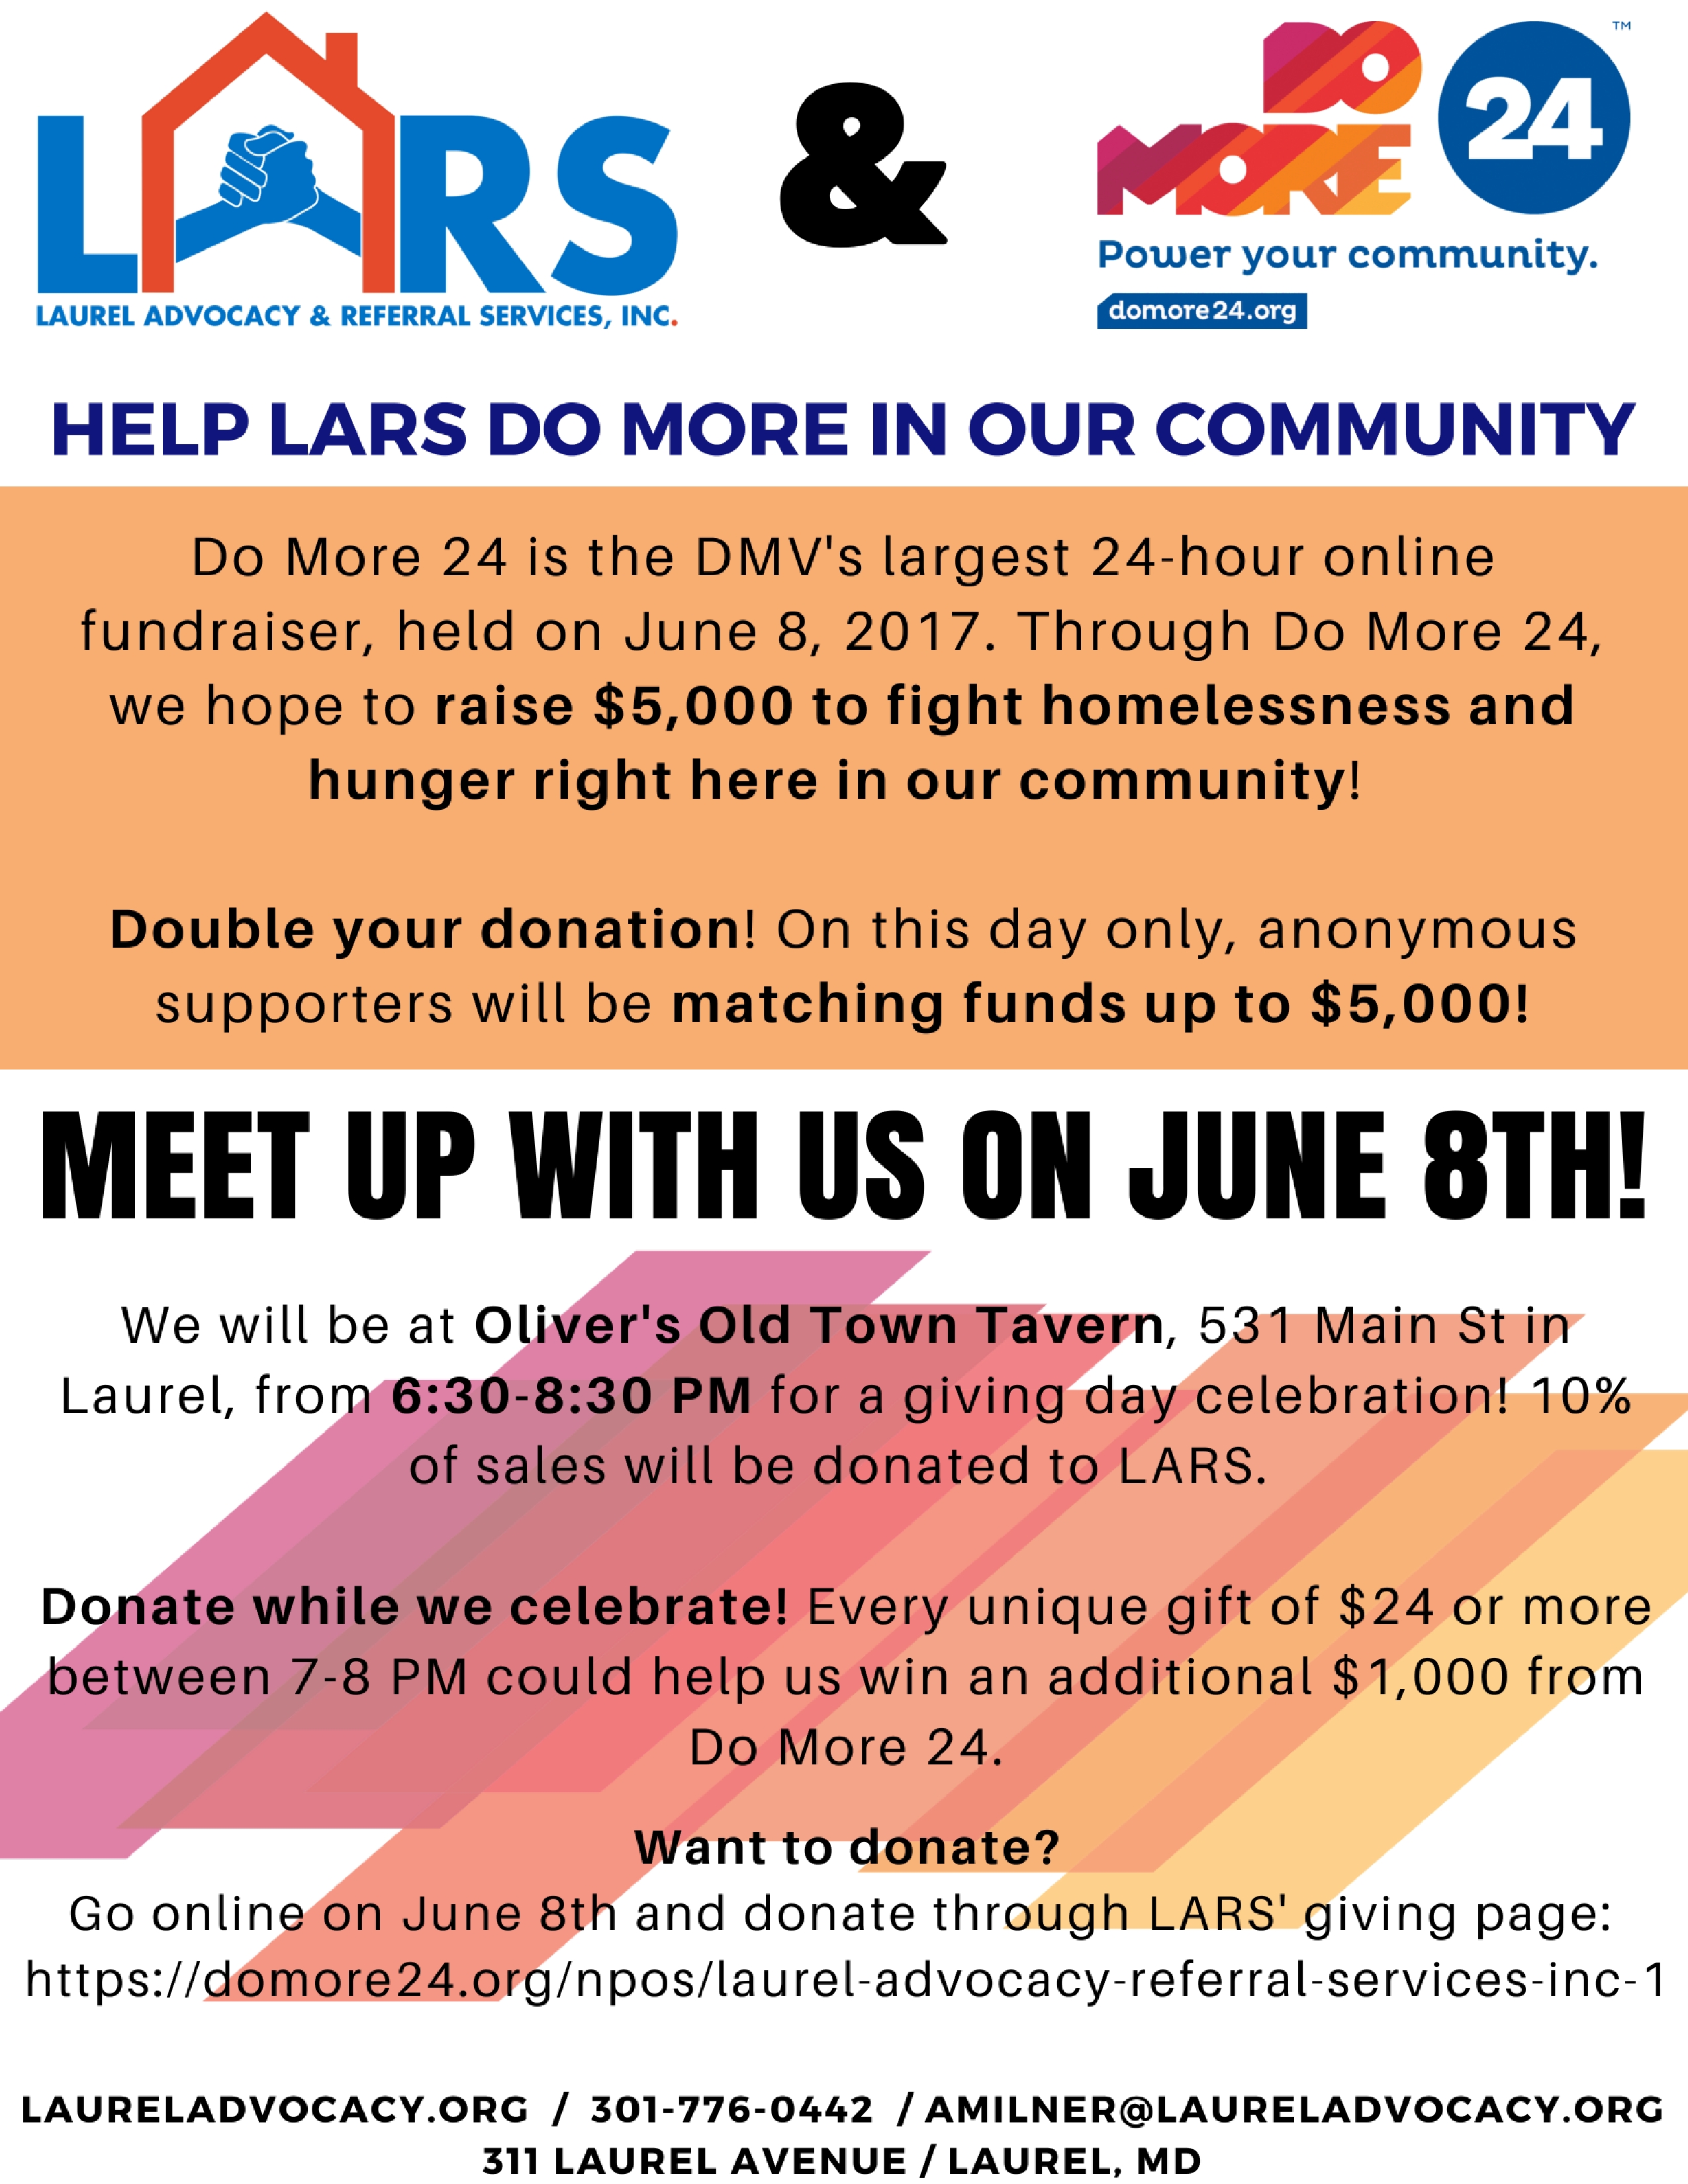 LARS
LAUREL ADVOCACY & REFERRAL SERVICES, INC.
&
DO
MORE
24
TM
Power your community.
domore24.org
HELP LARS DO MORE IN OUR COMMUNITY
Do More 24 is the DMV's largest 24-hour online
fundraiser, held on June 8, 2017. Through Do More 24,
we hope to raise $5,000 to fight homelessness and
hunger right here in our community!
Double your donation! On this day only, anonymous
supporters will be matching funds up to $5,000!
MEET UP WITH US ON JUNE 8TH!
We will be at Oliver's Old Town Tavern, 531 Main St in
Laurel, from 6:30-8:30 PM for a giving day celebration! 10%
of sales will be donated to LARS.
Donate while we celebrate! Every unique gift of $24 or more
between 7-8 PM could help us win an additional $1,000 from
Do More 24.
Want to donate?
Go online on June 8th and donate through LARS' giving page:
https://domore24.org/npos/laurel-advocacy-referral-services-inc-1
LAURELADVOCACY.ORG / 301-776-0442 / AMILNER@LAURELADVOCACY.ORG
311 LAUREL AVENUE / LAUREL, MD